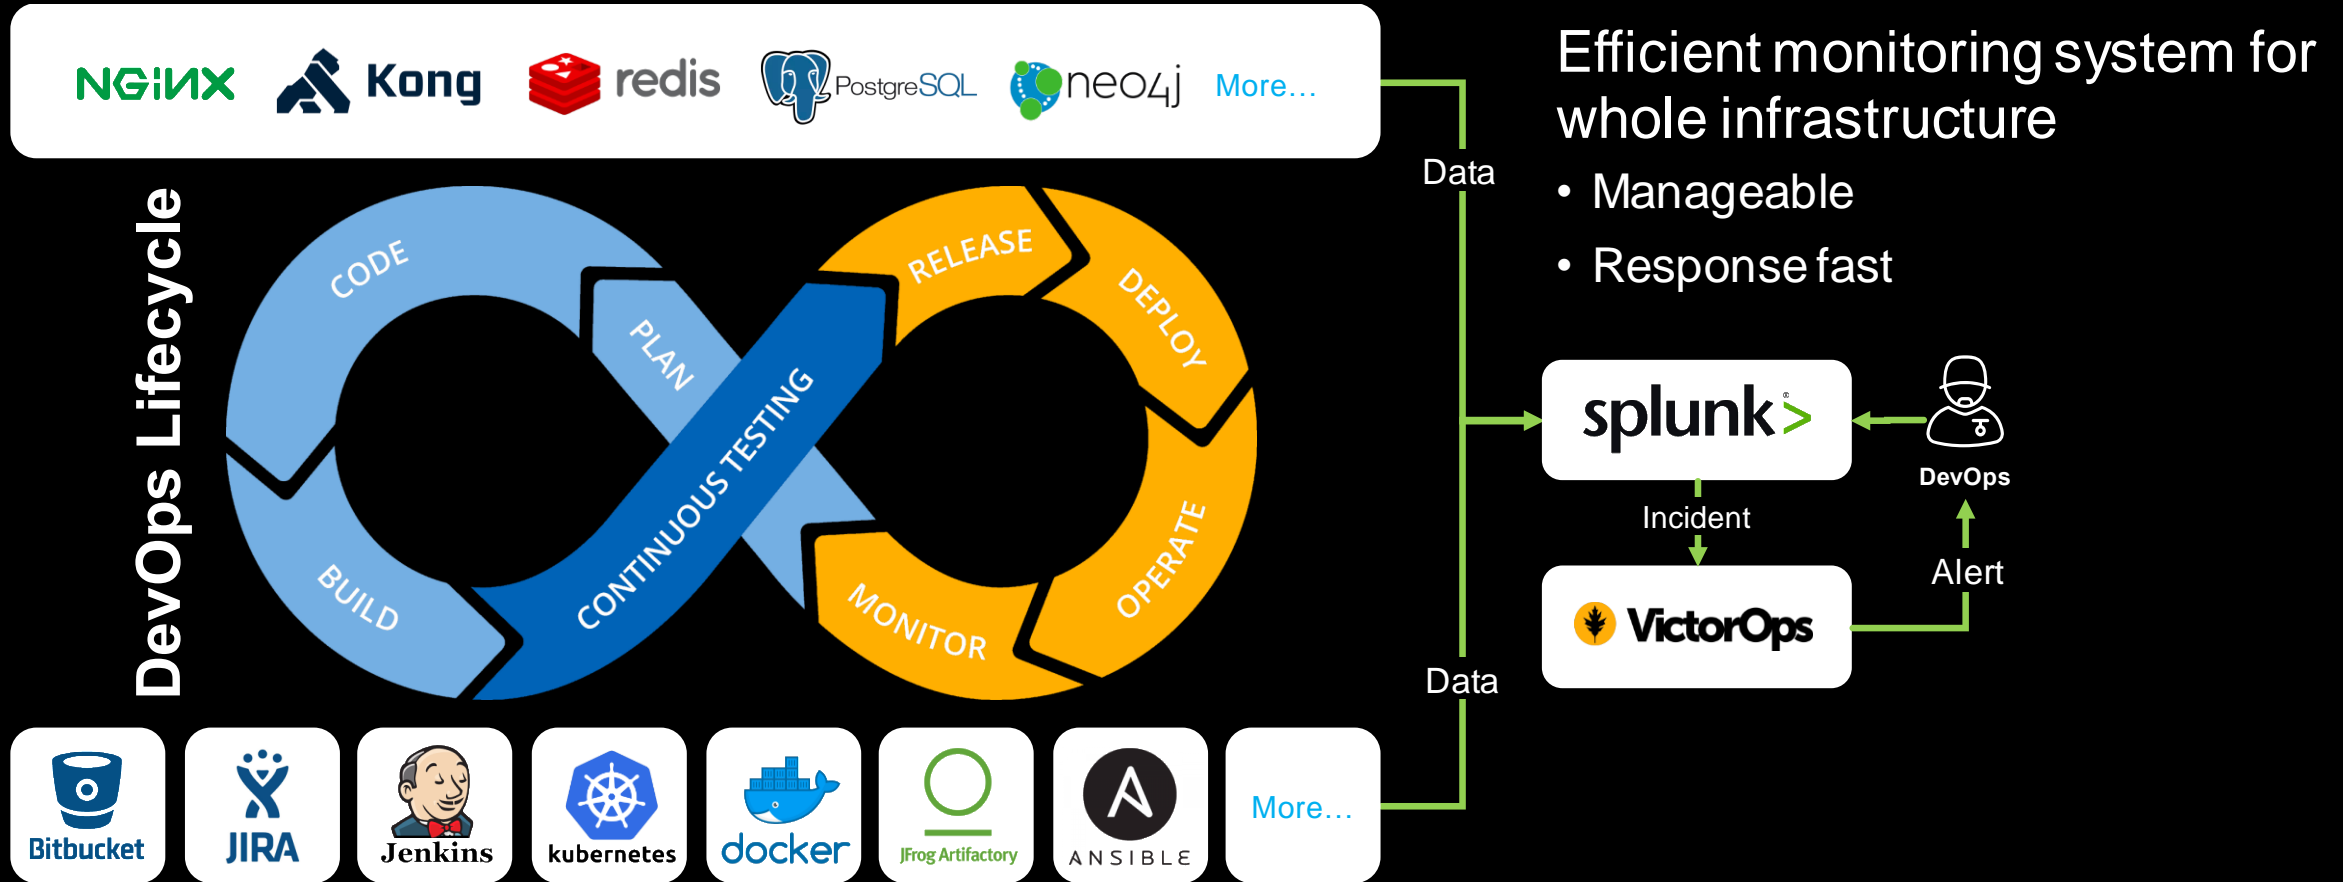 NGINX
Kong
redis
PostgreSQL
neo4j
More...
Efficient monitoring system for
whole infrastructure
• Manageable
• Response fast
Data
DevOps Lifecycle
CODE
PLAN
BUILD
CONTINUOUS TESTING
RELEASE
DEPLOY
OPERATE
MONITOR
splunk>
DevOps
Incident
Alert
VictorOps
Data
Bitbucket
JIRA
Jenkins
kubernetes
docker
JFrog Artifactory
ANSIBLE
More...